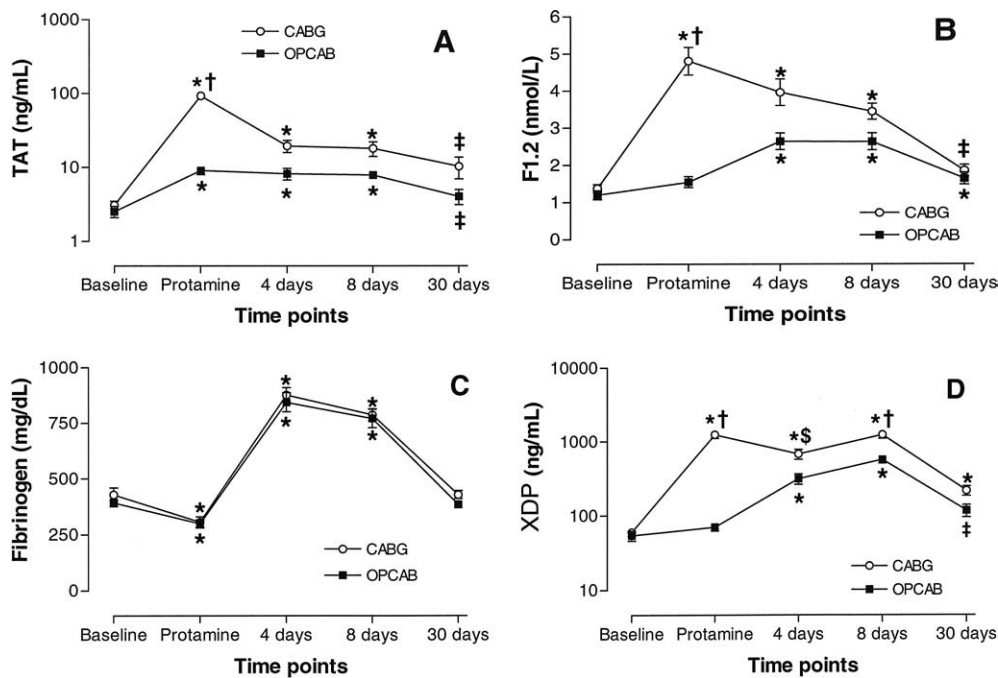 A
TAT (ng/mL)
1000
100
10
1
CABG
OPCAB
*†
*
*
‡
*
*
*
‡
Baseline Protamine 4 days 8 days 30 days
Time points
B
F1.2 (nmol/L)
6
5
4
3
2
1
0
*†
*
*
‡
*
*
*
CABG
OPCAB
Baseline Protamine 4 days 8 days 30 days
Time points
C
Fibrinogen (mg/dL)
1000
750
500
250
0
*
*
*
*
*
*
CABG
OPCAB
Baseline Protamine 4 days 8 days 30 days
Time points
D
XDP (ng/mL)
10000
1000
100
10
*†
*$
*†
*
*
*
‡
CABG
OPCAB
Baseline Protamine 4 days 8 days 30 days
Time points